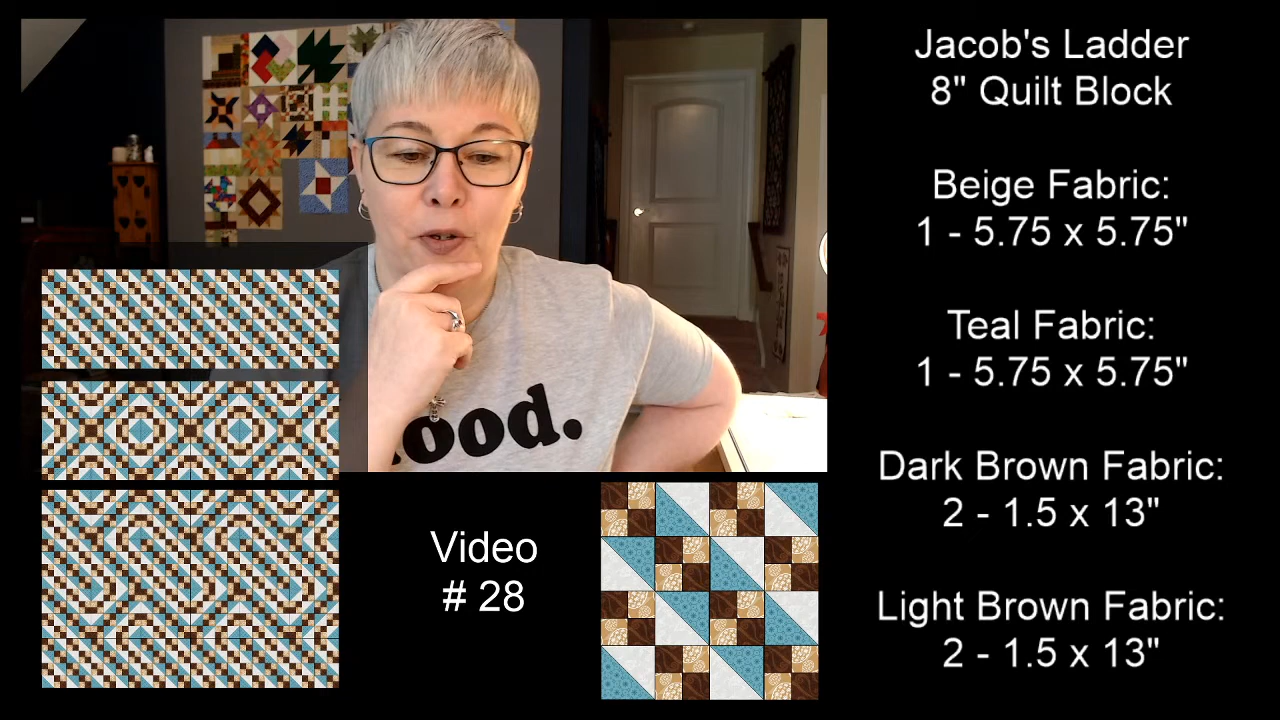 Jacob's Ladder
8" Quilt Block
Beige Fabric:
1 - 5.75 x 5.75"
Teal Fabric:
1 - 5.75 x 5.75"
Dark Brown Fabric:
2 - 1.5 x 13"
Light Brown Fabric:
2 - 1.5 x 13"
ood.
Video
# 28